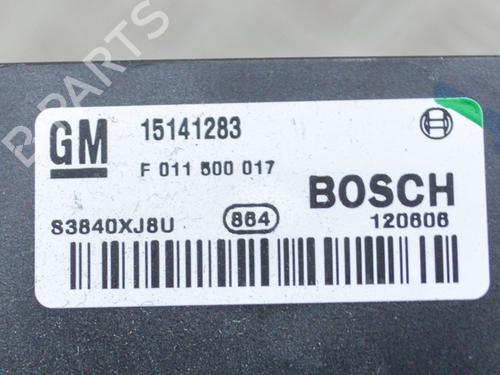 B PARTS
GM 15141283
F 011 500 017
BOSCH
S3840XJ8U 864 120606